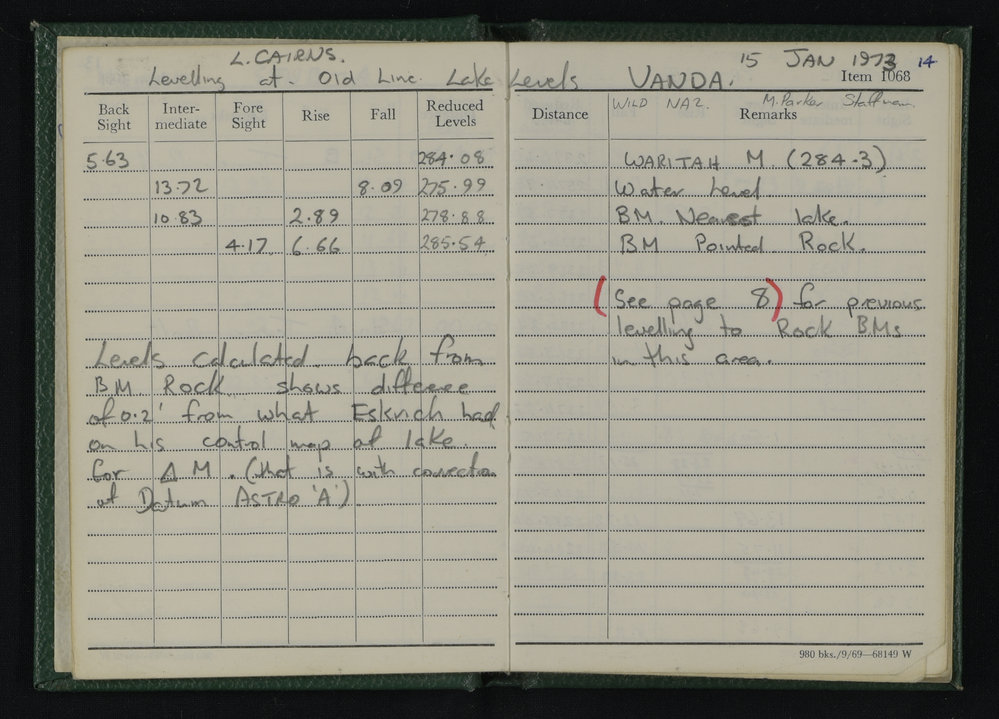 L. CAIRNS. 15 JAN 1973 14
Levelling at Old Line. Lake Levels VANDA. Item 1068
WILD NA2. M. Parker Staffman
Back Sight Inter-mediate Fore Sight Rise Fall Reduced Levels Distance Remarks
5.63 284.08 WARITAH M. (284.3)
13.72 8.09 275.99 Water Level
10.83 2.89 278.88 BM. Nearest lake.
4.17 6.66 285.54 BM Pointed Rock.
(See page 8) for previous
levelling to Rock BMs
in this area.
Levels calculated back from
BM Rock shows difference
of 0.2' from what Eskrich had
on his control map of lake.
for Δ M. (that is with correction
at Datum ASTRO 'A')
980 bks./9/69—68149 W